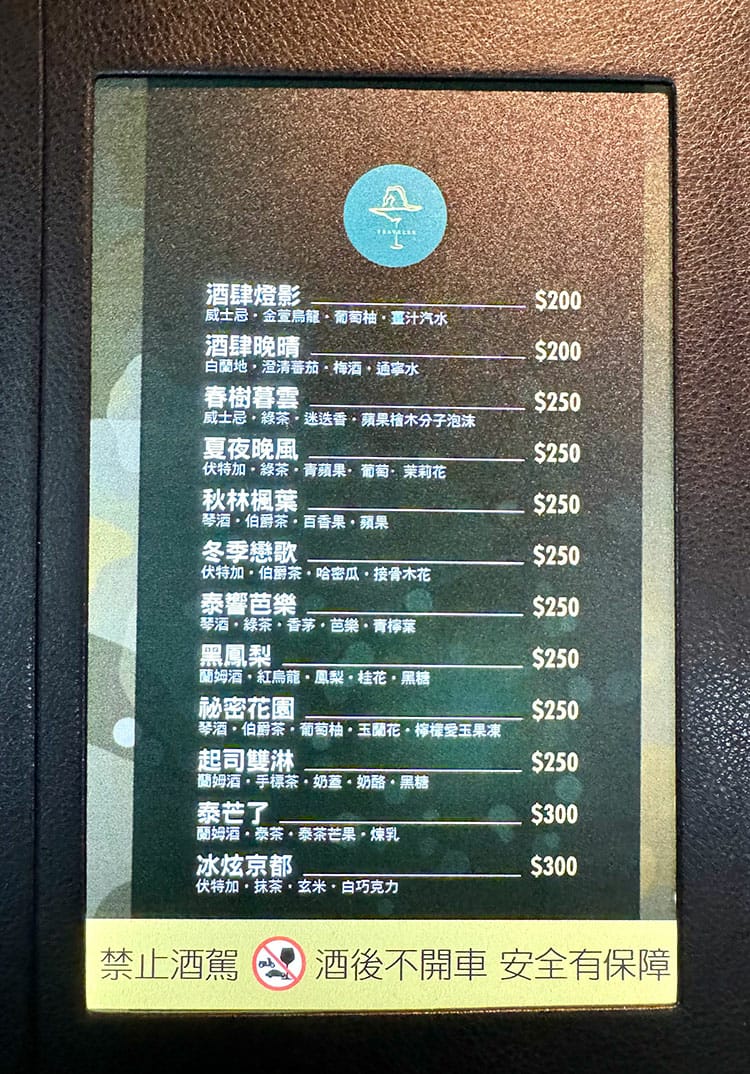 TRAVELER
酒肆燈影 $200
威士忌·金萱烏龍·葡萄柚·薑汁汽水
酒肆晚晴 $200
白蘭地·澄清蕃茄·梅酒·通寧水
春樹暮雲 $250
威士忌·綠茶·迷迭香·蘋果檜木分子泡沫
夏夜晚風 $250
伏特加·綠茶·青蘋果·葡萄·茉莉花
秋林楓葉 $250
琴酒·伯爵茶·百香果·蘋果
冬季戀歌 $250
伏特加·伯爵茶·哈密瓜·接骨木花
泰響芭樂 $250
琴酒·綠茶·香茅·芭樂·青檸葉
黑鳳梨 $250
蘭姆酒·紅烏龍·鳳梨·桂花·黑糖
祕密花園 $250
琴酒·伯爵茶·葡萄柚·玉蘭花·檸檬愛玉果凍
起司雙淋 $250
蘭姆酒·手標茶·奶蓋·奶酪·黑糖
泰芒了 $300
蘭姆酒·泰茶·泰茶芒果·煉乳
冰炫京都 $300
伏特加·抹茶·玄米·白巧克力
禁止酒駕 酒後不開車 安全有保障